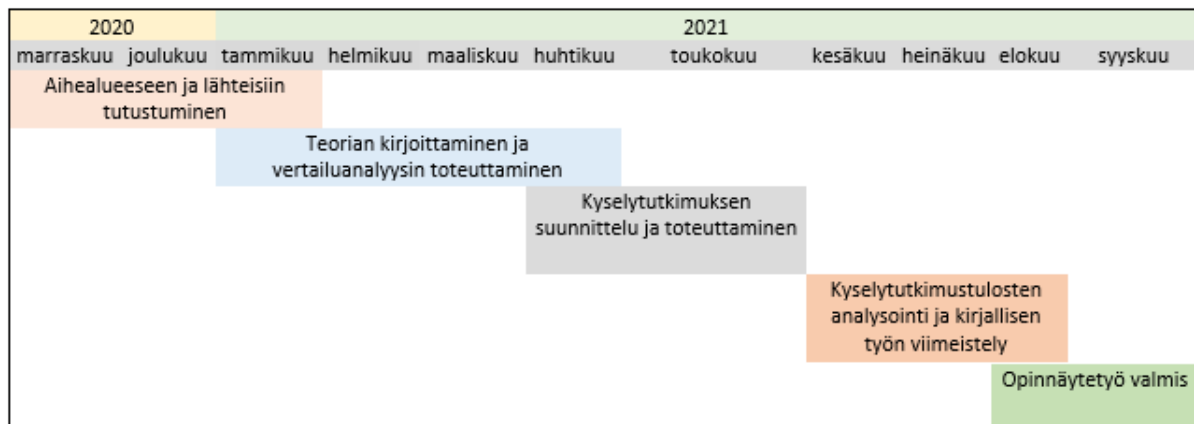 2020 2021
marraskuu joulukuu tammikuu helmikuu maaliskuu huhtikuu toukokuu kesäkuu heinäkuu elokuu syyskuu
Aihealueeseen ja lähteisiin
tutustuminen
Teorian kirjoittaminen ja
vertailuanalyysin toteuttaminen
Kyselytutkimuksen
suunnittelu ja toteuttaminen
Kyselytutkimustulosten
analysointi ja kirjallisen
työn viimeistely
Opinnäytetyö valmis